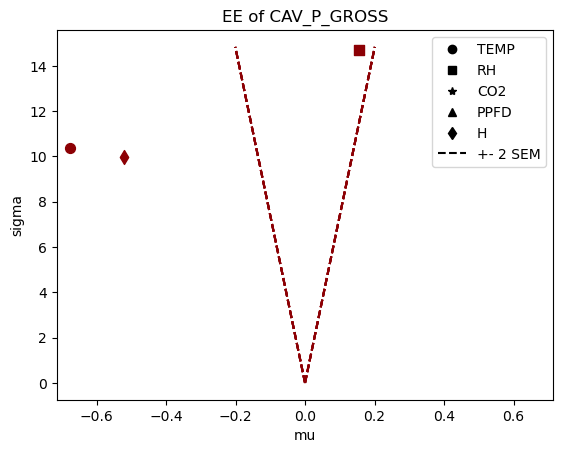 EE of CAV_P_GROSS
TEMP
RH
CO2
PPFD
H
+- 2 SEM
14
12
10
8
6
4
2
0
sigma
−0.6
−0.4
−0.2
0.0
0.2
0.4
0.6
mu